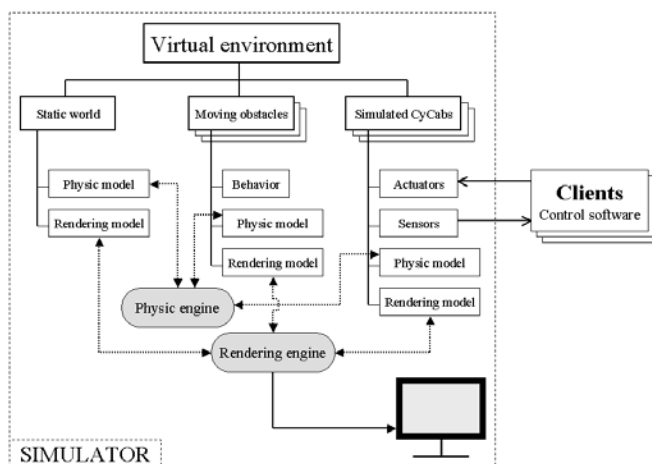 Virtual environment
Static world
Moving obstacles
Simulated CyCabs
Physic model
Rendering model
Behavior
Physic model
Rendering model
Actuators
Sensors
Physic model
Rendering model
Clients
Control software
Physic engine
Rendering engine
SIMULATOR